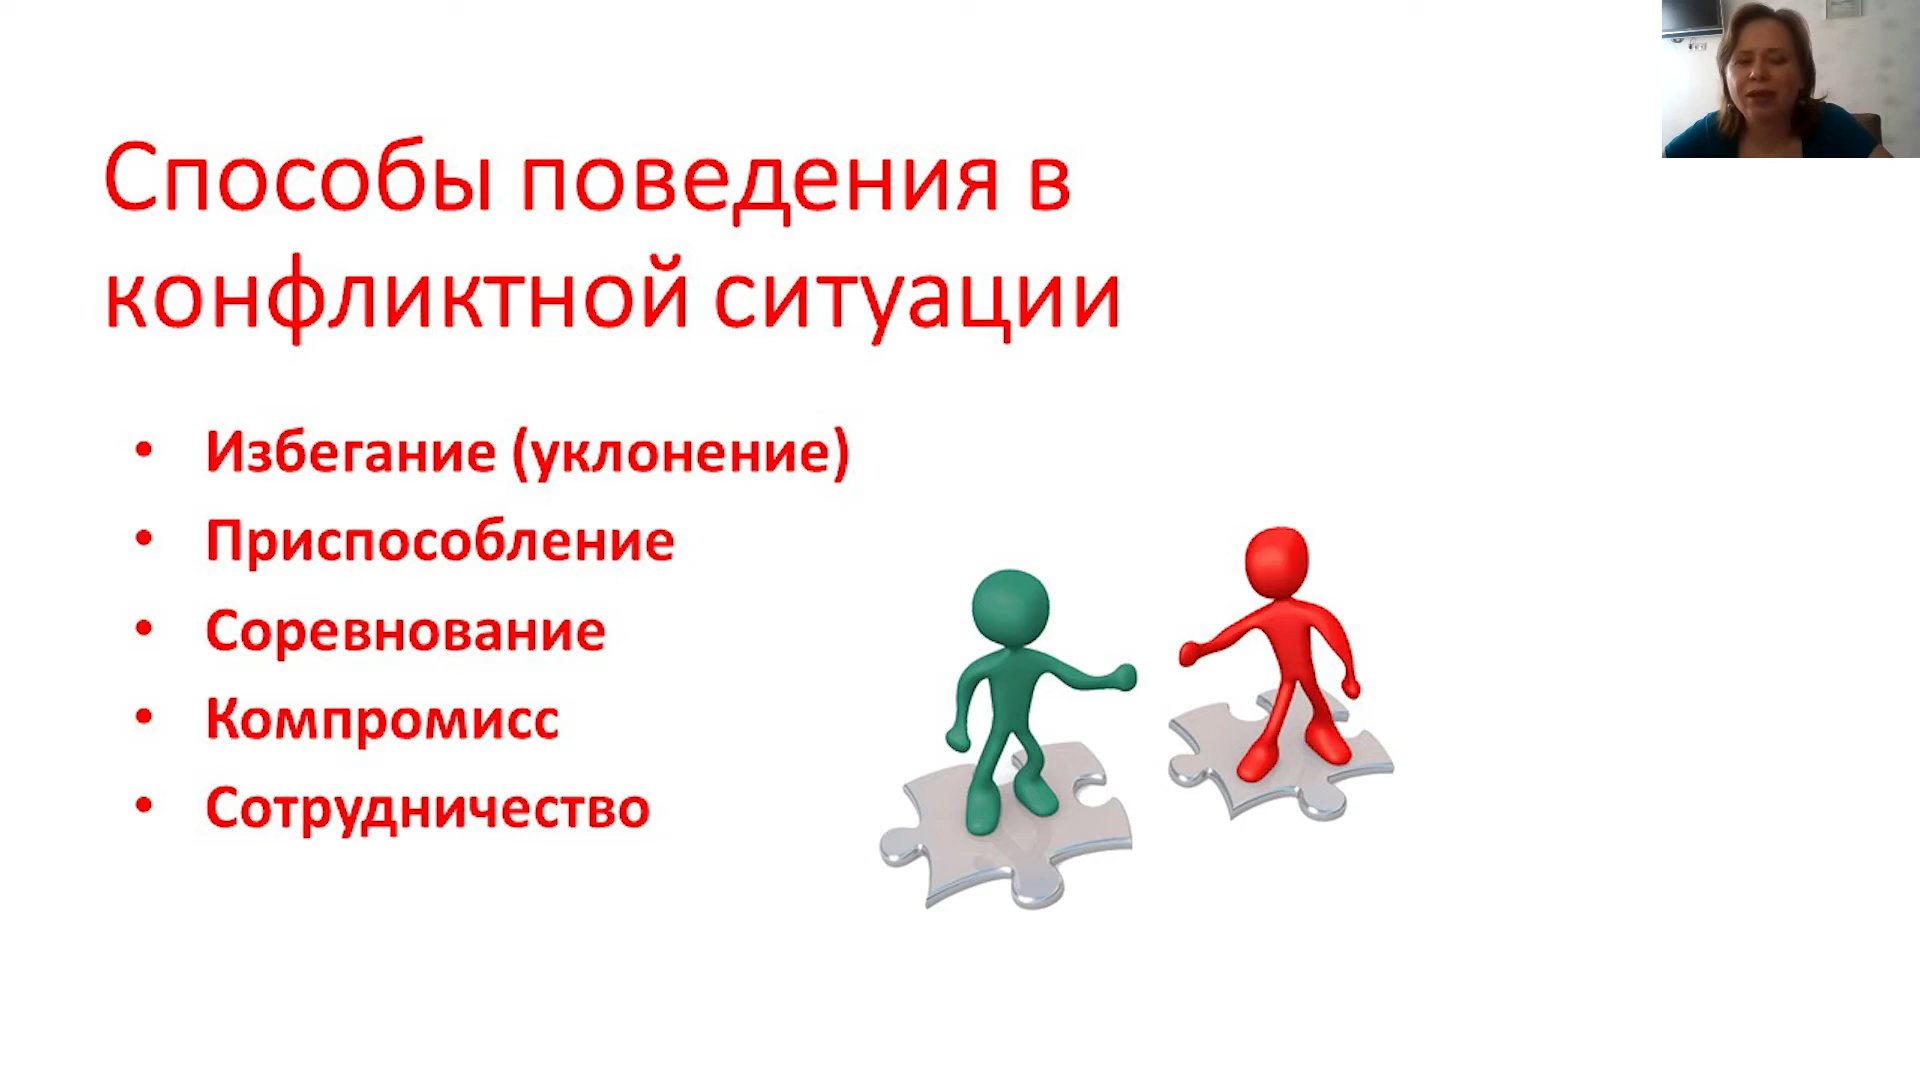 Способы поведения в
конфликтной ситуации
• Избегание (уклонение)
• Приспособление
• Соревнование
• Компромисс
• Сотрудничество